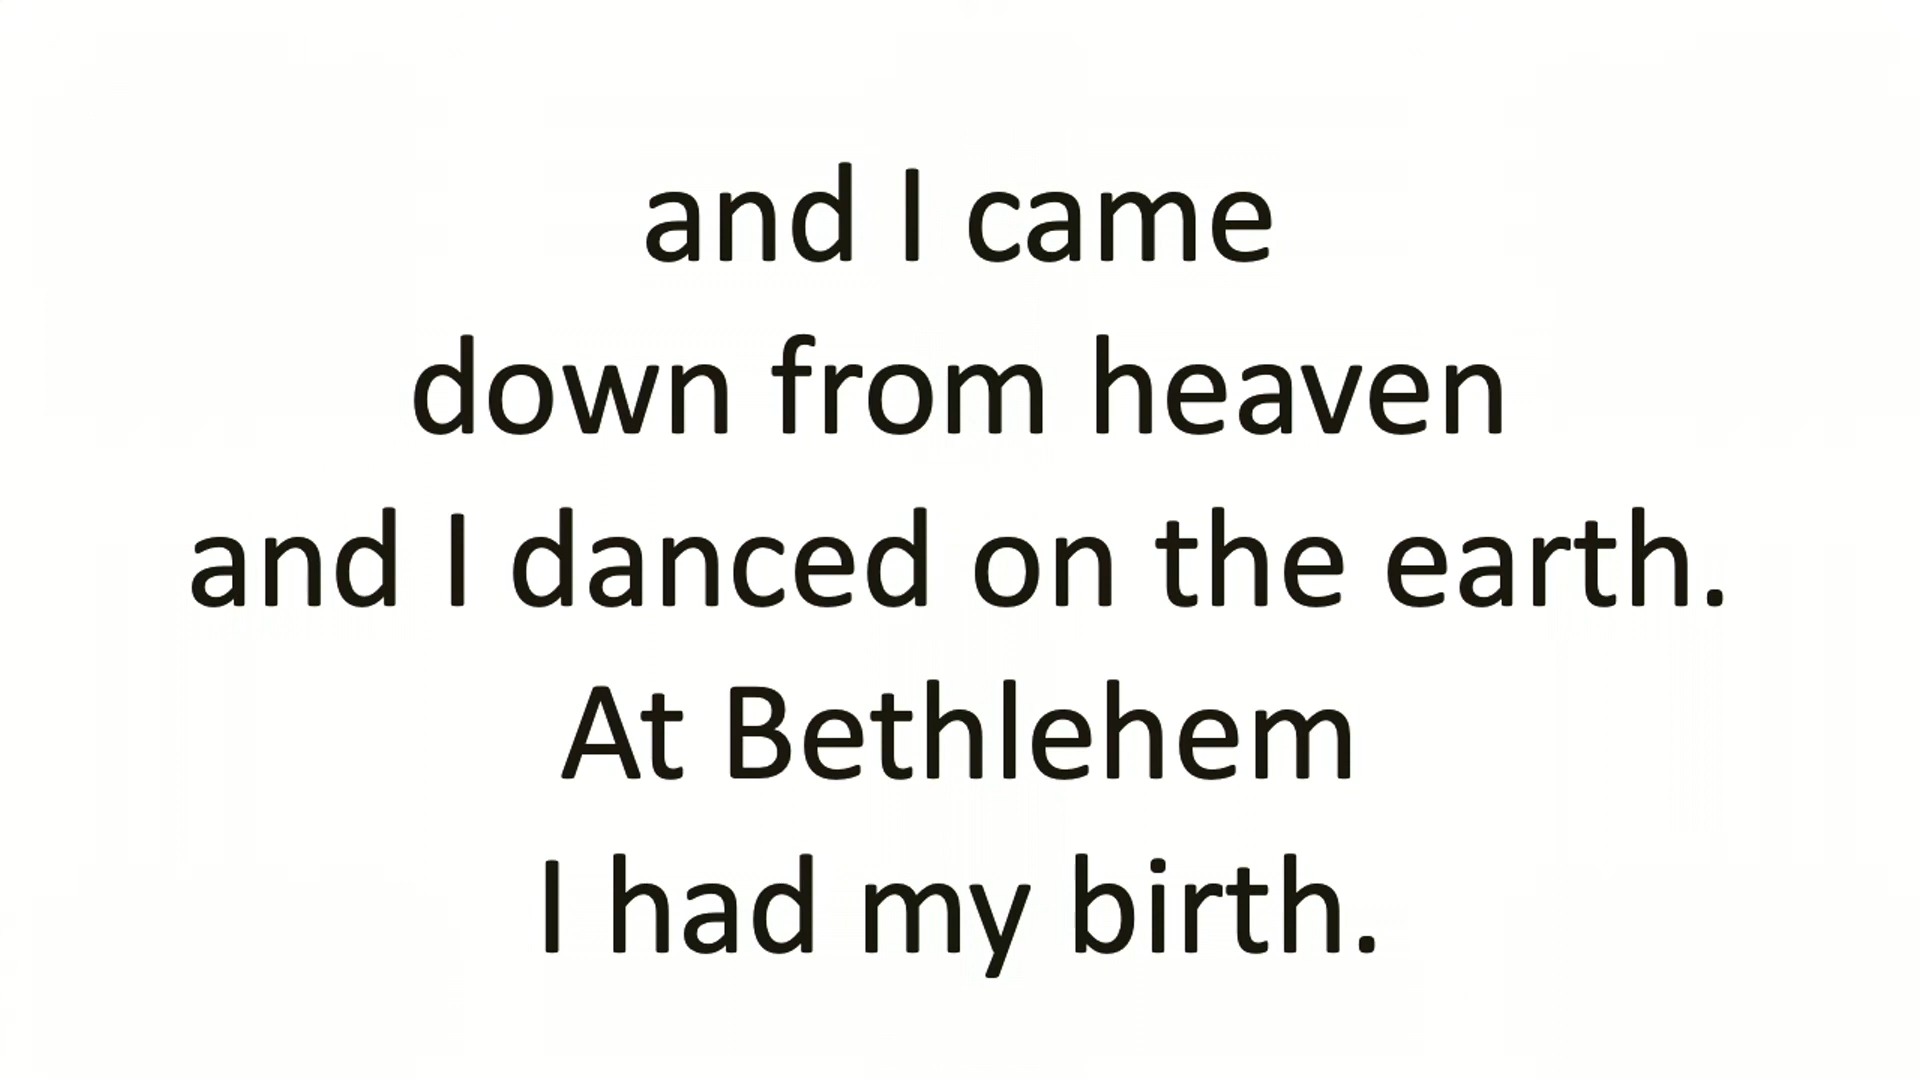 and I came
down from heaven
and I danced on the earth.
At Bethlehem
I had my birth.